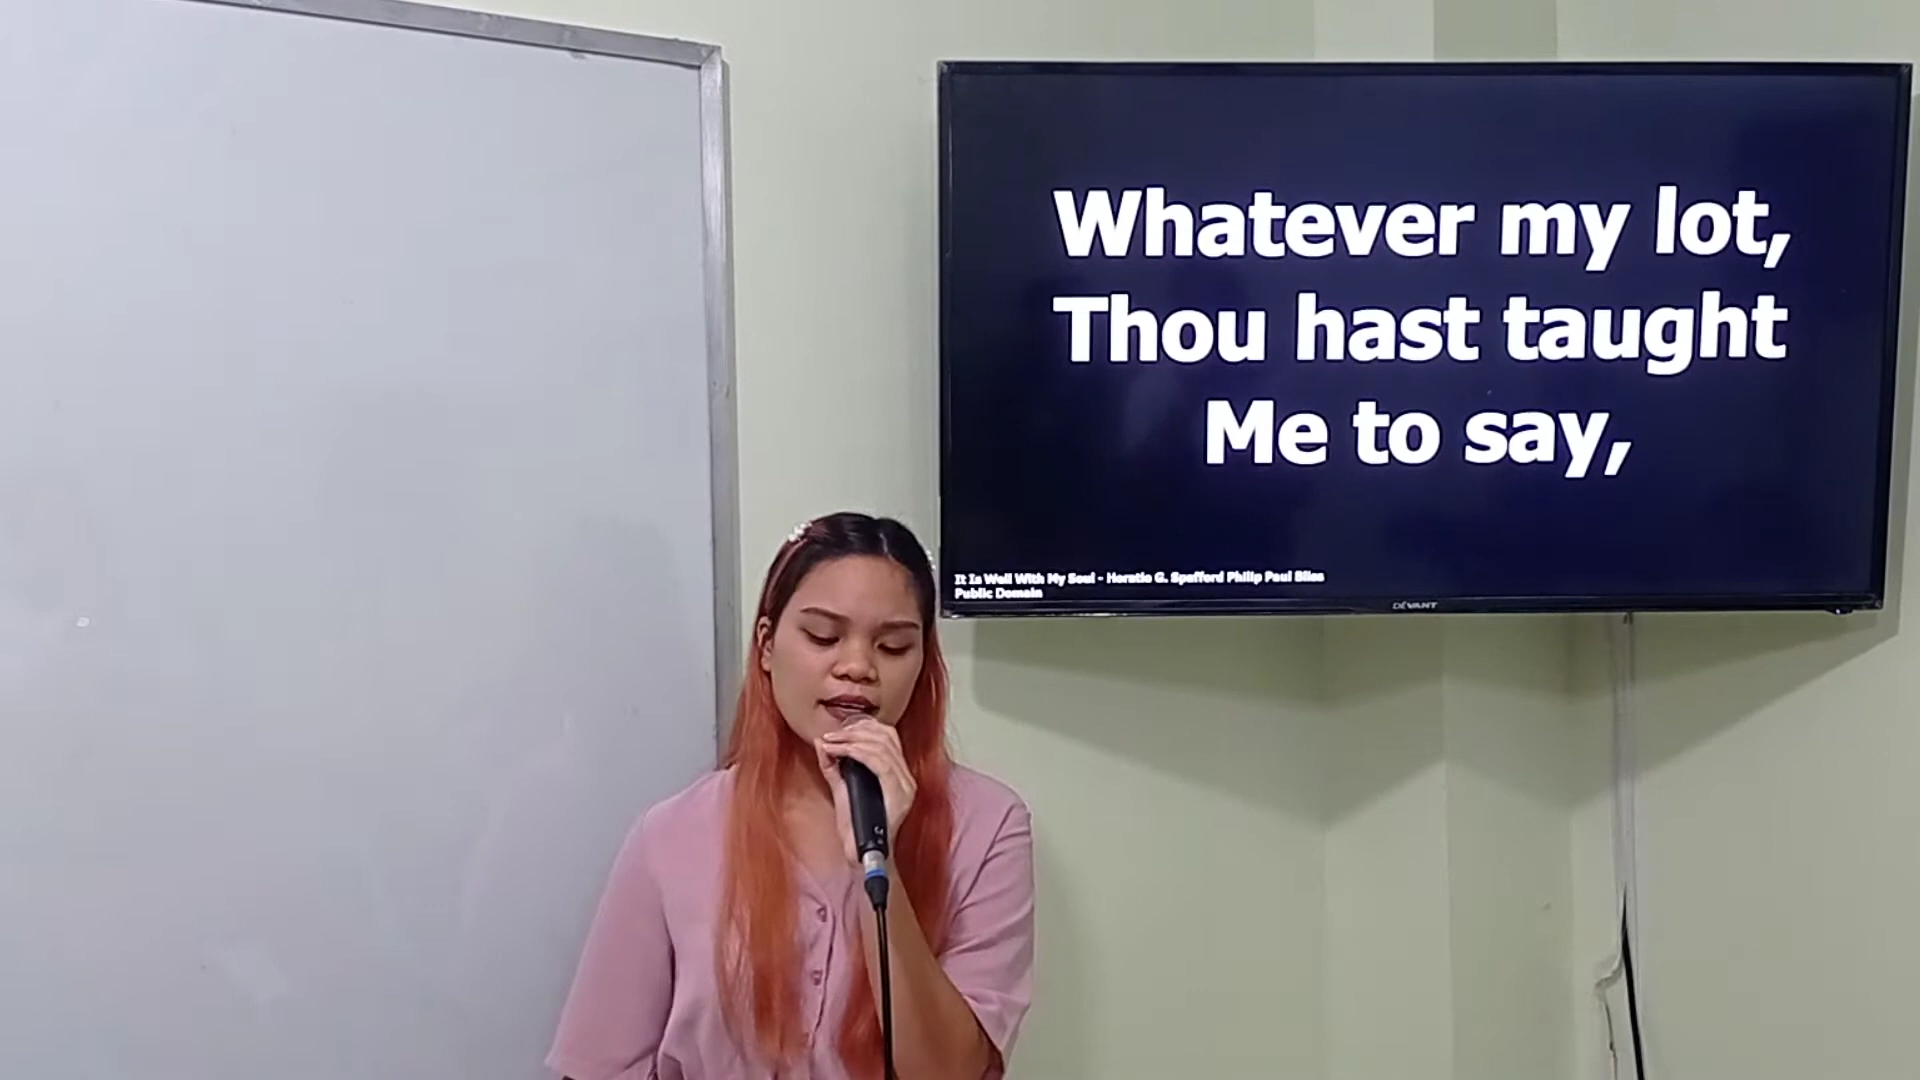 Whatever my lot,
Thou hast taught
Me to say,
It Is Well With My Soul - Horatio G. Spafford Philip Paul Bliss
Public Domain
DEVANT